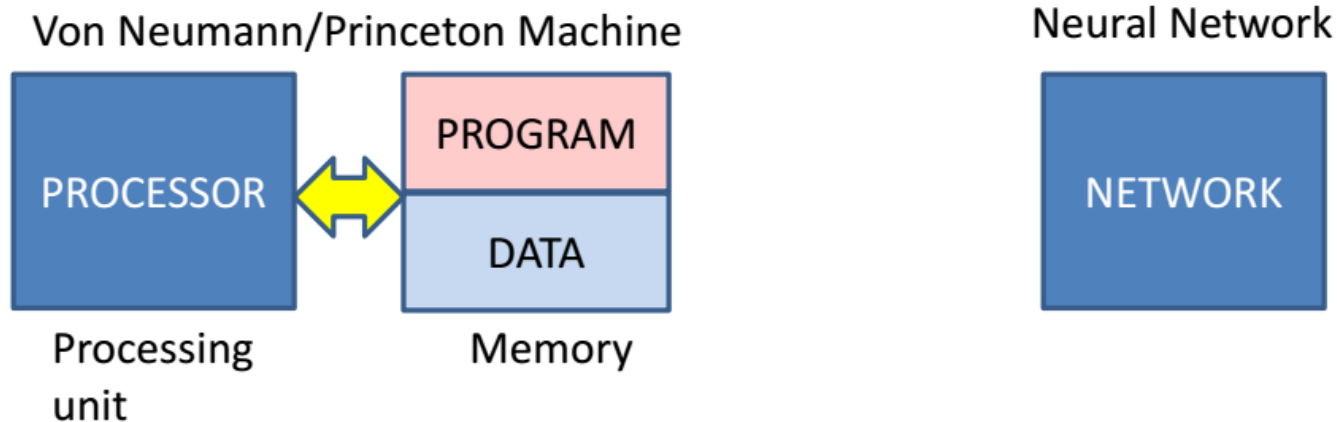 Von Neumann/Princeton Machine
Neural Network
PROCESSOR
PROGRAM
DATA
NETWORK
Processing
unit
Memory